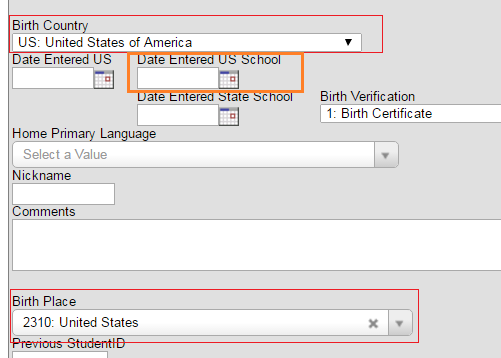 Birth Country
US: United States of America
Date Entered US Date Entered US School
Date Entered State School Birth Verification
1: Birth Certificate
Home Primary Language
Select a Value
Nickname
Comments
Birth Place
2310: United States
Previous StudentID